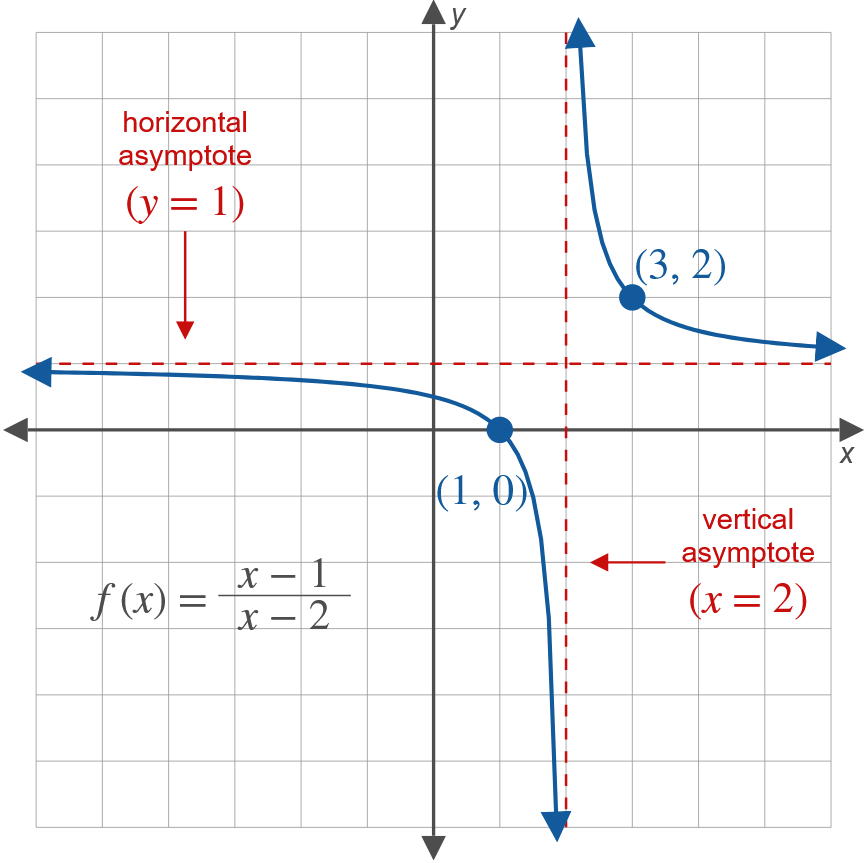 y
horizontal
asymptote
(y = 1)
(3, 2)
x
(1, 0)
vertical
asymptote
(x = 2)
f(x) = x − 1
x − 2